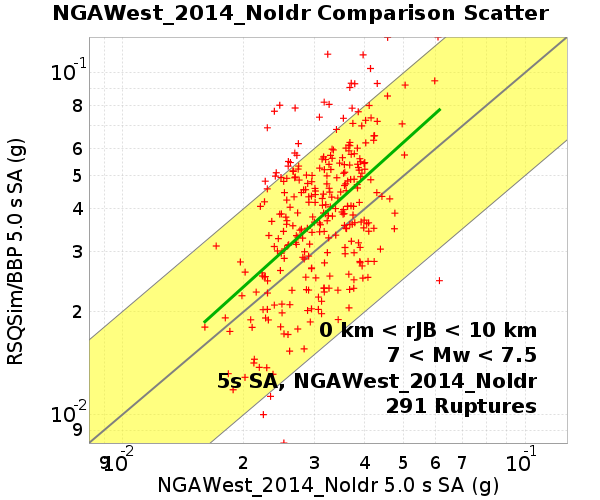 NGAWest_2014_NoIdr Comparison Scatter
RSQSim/BBP 5.0 s SA (g)
10⁻¹
8
6
5
4
3
2
10⁻²
9
8
0 km < rJB < 10 km
7 < Mw < 7.5
5s SA, NGAWest_2014_NoIdr
291 Ruptures
9 10⁻² 2 3 4 5 6 7 10⁻¹
NGAWest_2014_NoIdr 5.0 s SA (g)